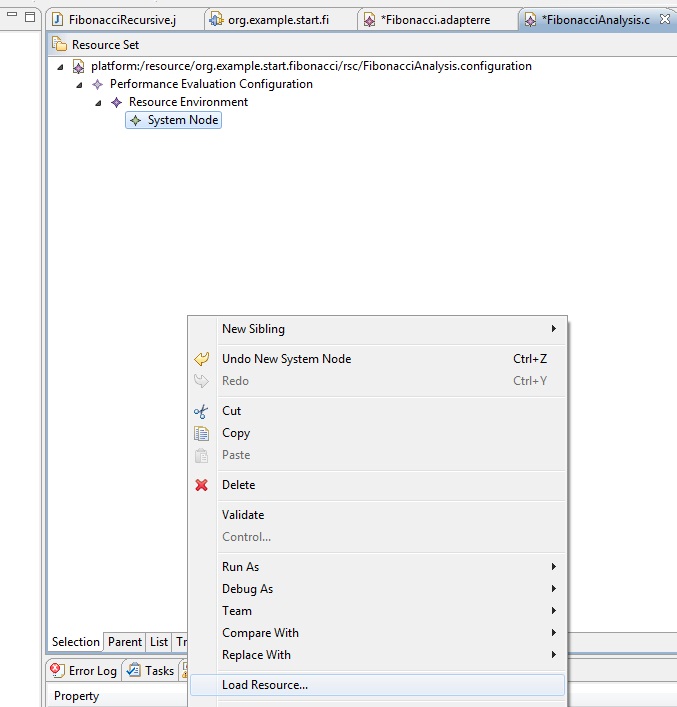 FibonacciRecursive.j org.example.start.fi *Fibonacci.adapterre *FibonacciAnalysis.c
Resource Set
platform:/resource/org.example.start.fibonacci/rsc/FibonacciAnalysis.configuration
Performance Evaluation Configuration
Resource Environment
System Node
New Sibling
Undo New System Node Ctrl+Z
Redo Ctrl+Y
Cut
Copy
Paste
Delete
Validate
Control...
Run As
Debug As
Team
Compare With
Replace With
Load Resource...
Selection Parent List Tr
Error Log Tasks
Property